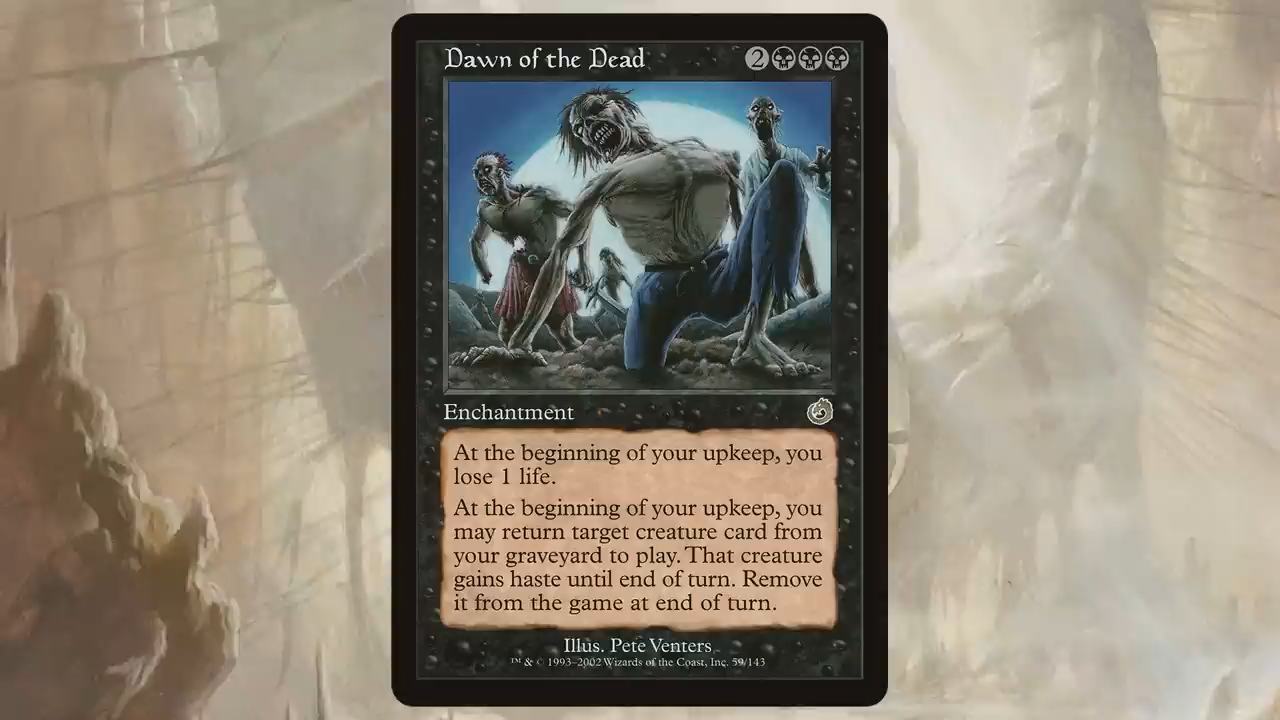 Dawn of the Dead 2
Enchantment
At the beginning of your upkeep, you
lose 1 life.
At the beginning of your upkeep, you
may return target creature card from
your graveyard to play. That creature
gains haste until end of turn. Remove
it from the game at end of turn.
Illus. Pete Venters
™ & © 1993–2002 Wizards of the Coast, Inc. 59/143